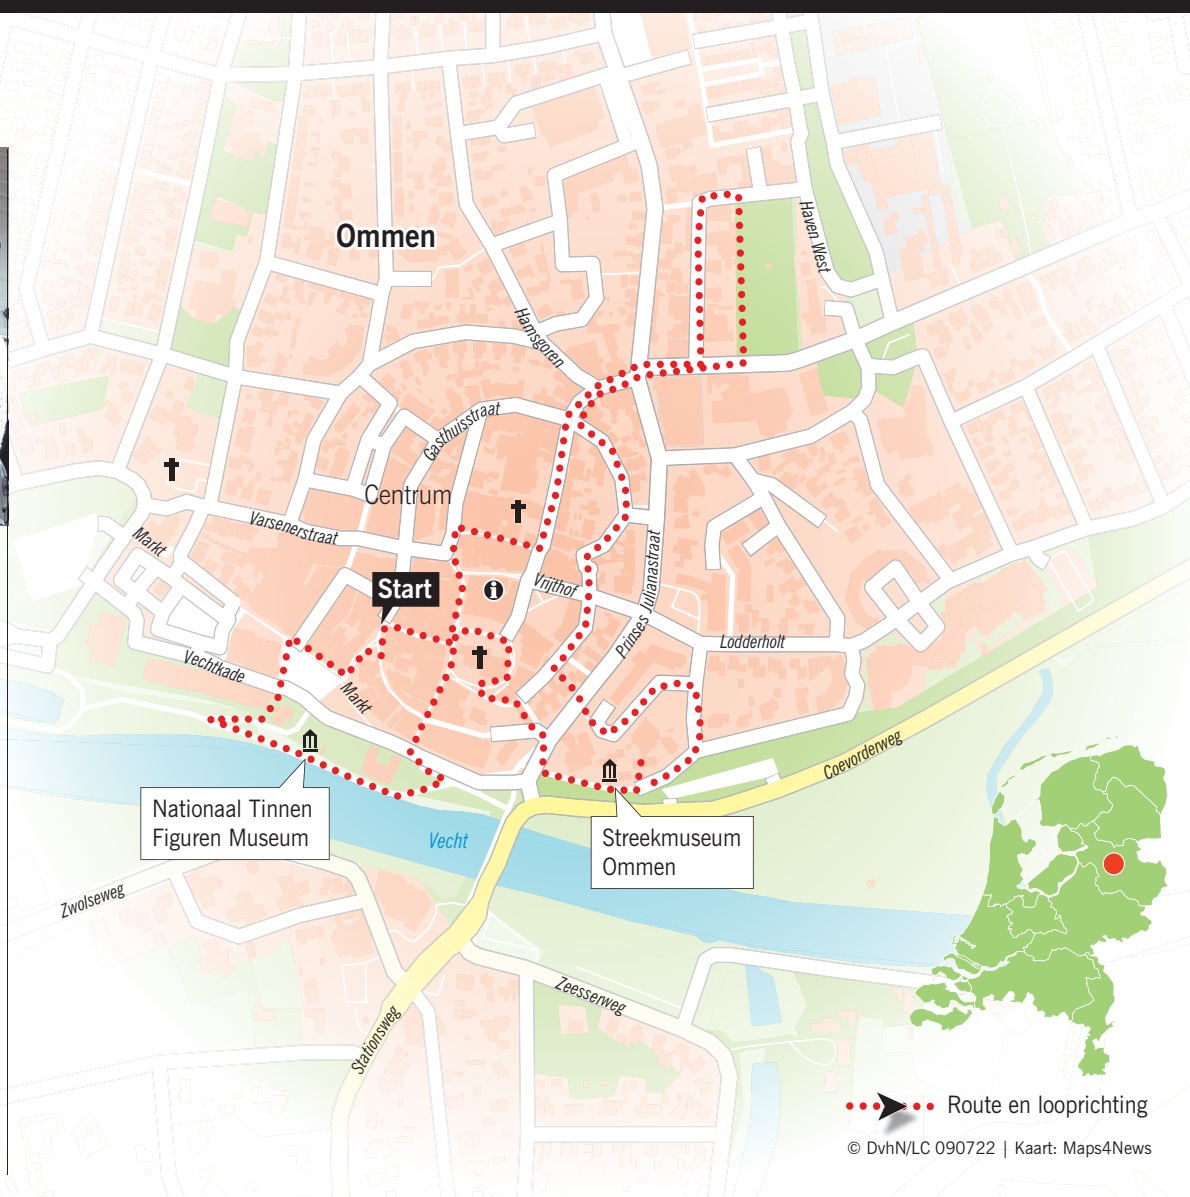 Ommen
Haven West
Hamsgoren
Gasthuisstraat
Centrum
Varsenerstraat
Markt
Start
Vrijthof
Prinses Julianastraat
Lodderholt
Vechtkade
Markt
Coevorderweg
Nationaal Tinnen
Figuren Museum
Vecht
Streekmuseum
Ommen
Zwolseweg
Zeesserweg
Stationsweg
Route en looprichting
© DvhN/LC 090722 | Kaart: Maps4News